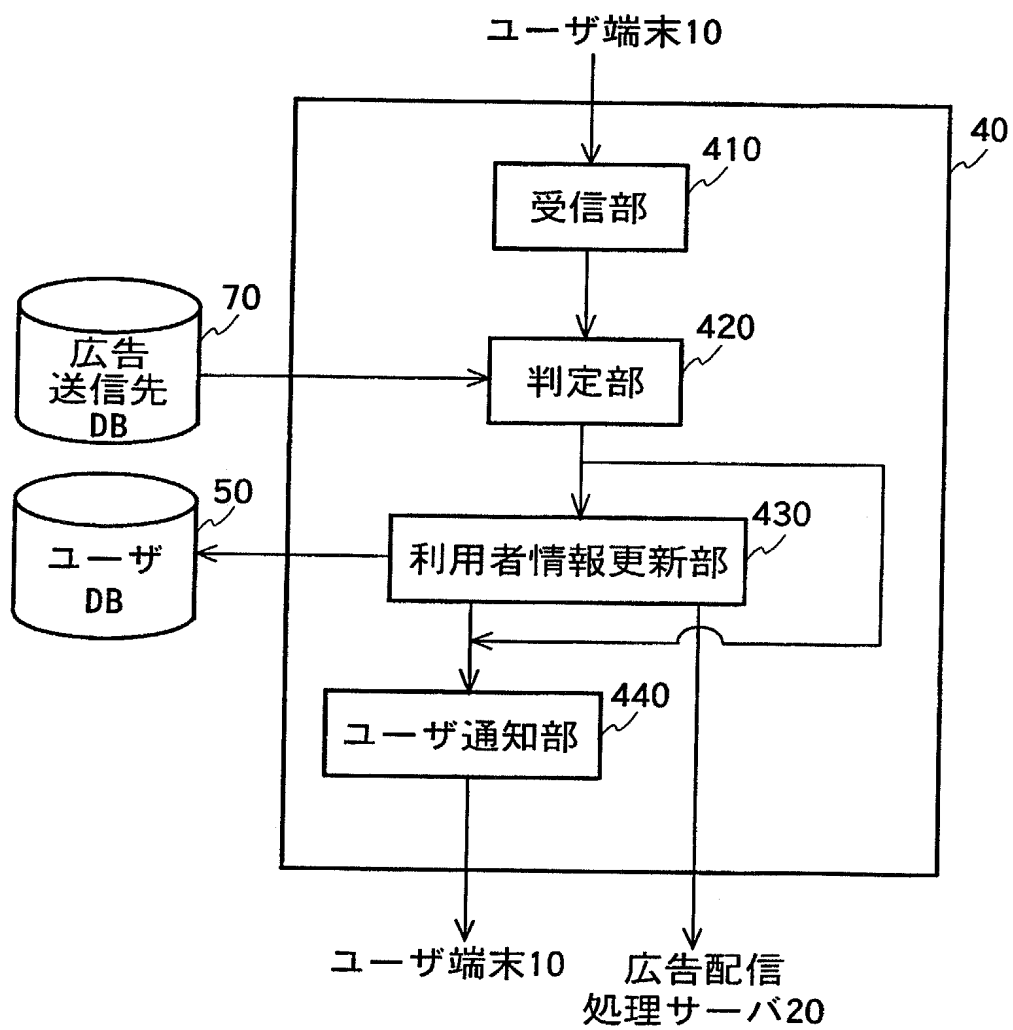 ユーザ端末10
40
410
受信部
70
広告
送信先
DB
420
判定部
50
ユーザ
DB
430
利用者情報更新部
440
ユーザ通知部
ユーザ端末10
広告配信
処理サーバ20